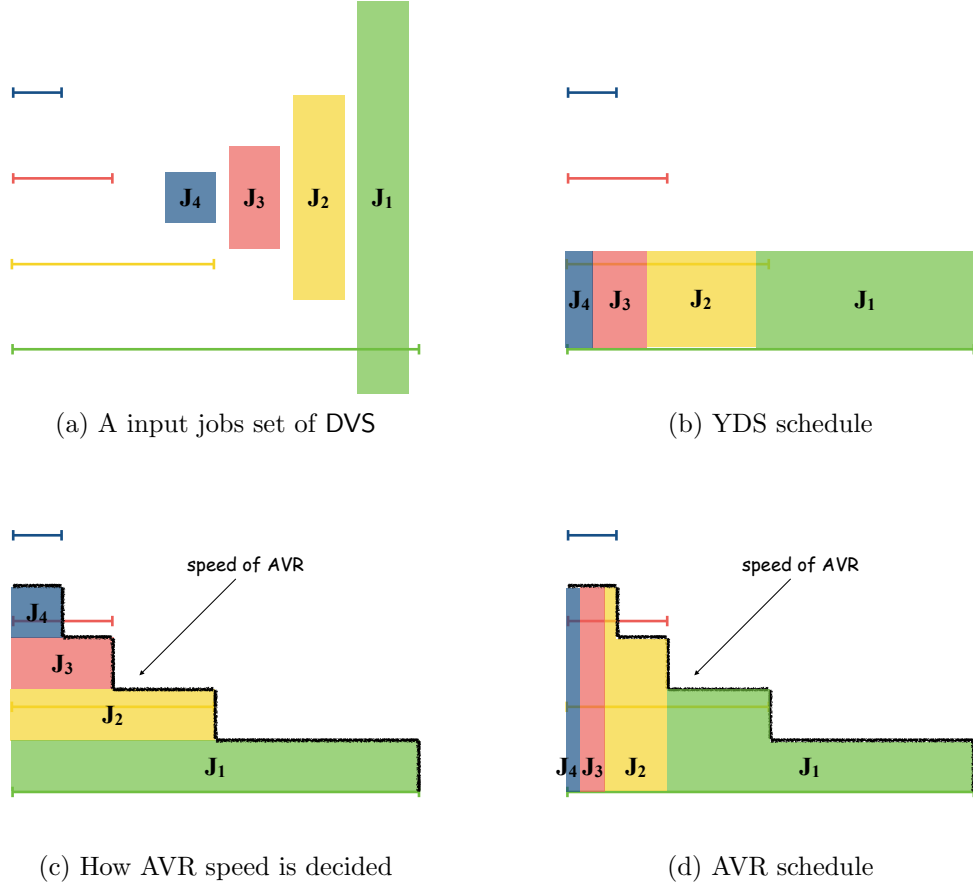 J₄ J₃ J₂ J₁
J₄ J₃ J₂ J₁
(a) A input jobs set of DVS
(b) YDS schedule
speed of AVR
speed of AVR
J₄
J₃
J₂
J₁
J₄ J₃ J₂ J₁
(c) How AVR speed is decided
(d) AVR schedule